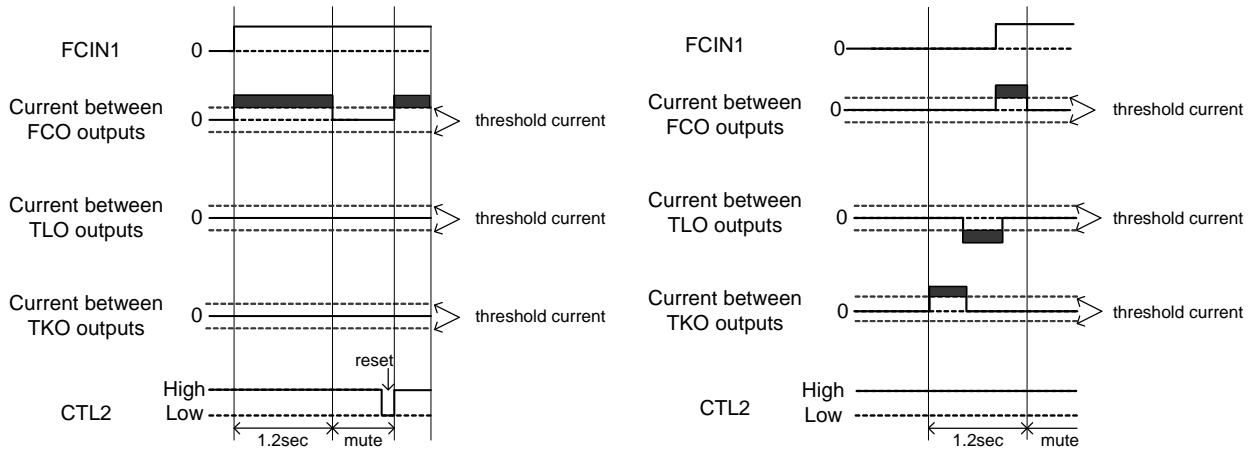 FCIN1
0
Current between
FCO outputs
0
threshold current
Current between
TLO outputs
0
threshold current
Current between
TKO outputs
0
threshold current
reset
CTL2
High
Low
1.2sec
mute
FCIN1
0
Current between
FCO outputs
0
threshold current
Current between
TLO outputs
0
threshold current
Current between
TKO outputs
0
threshold current
CTL2
High
Low
1.2sec
mute